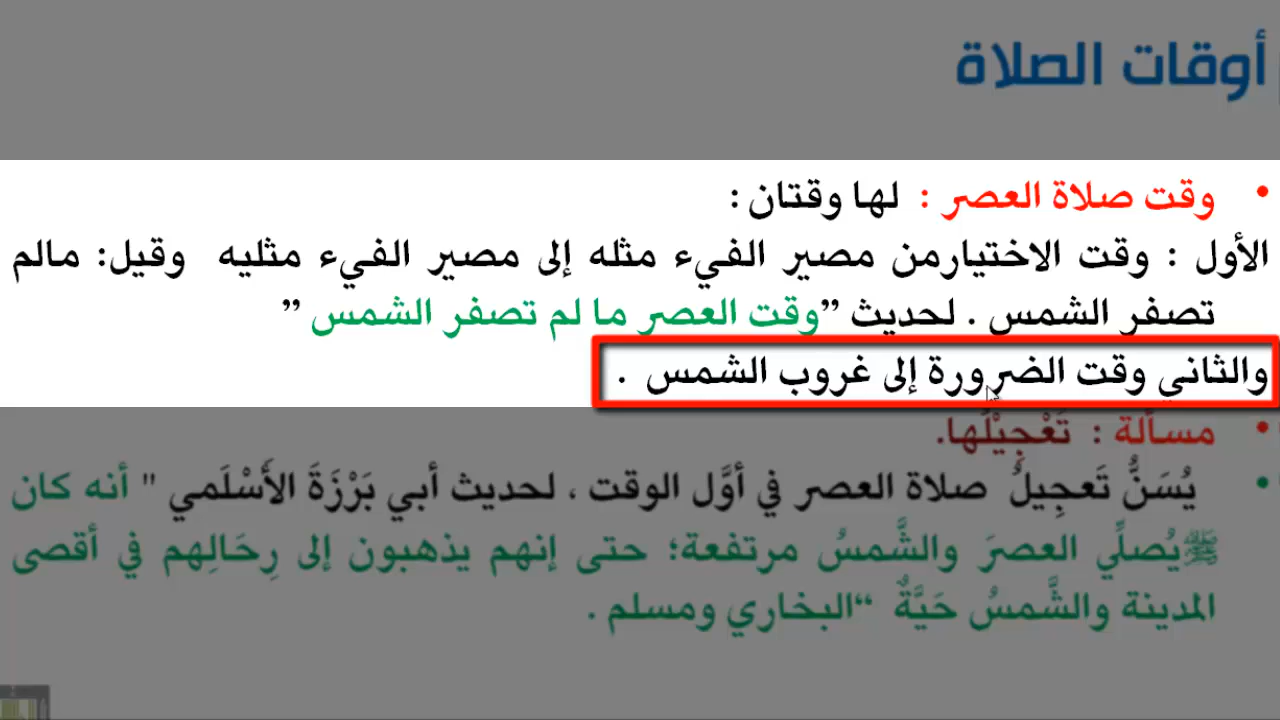 أوقات الصلاة
• وقت صلاة العصر : لها وقتان :
الأول : وقت الاختيارمن مصير الفيء مثله إلى مصير الفيء مثليه وقيل: مالم
تصفر الشمس . لحديث ”وقت العصر ما لم تصفر الشمس ”
والثاني وقت الضرورة إلى غروب الشمس .
• مسألة : تَعْجِيْلُها.
• يُسَنُّ تَعجِيلُ صلاة العصر في أوَّل الوقت ، لحديث أبي بَرْزَةَ الأَسْلَمي " أنه كان
ﷺ يُصلِّي العصرَ والشَّمسُ مرتفعة؛ حتى إنهم يذهبون إلى رِحَالِهم في أقصى
المدينة والشَّمسُ حَيَّةٌ “البخاري ومسلم .